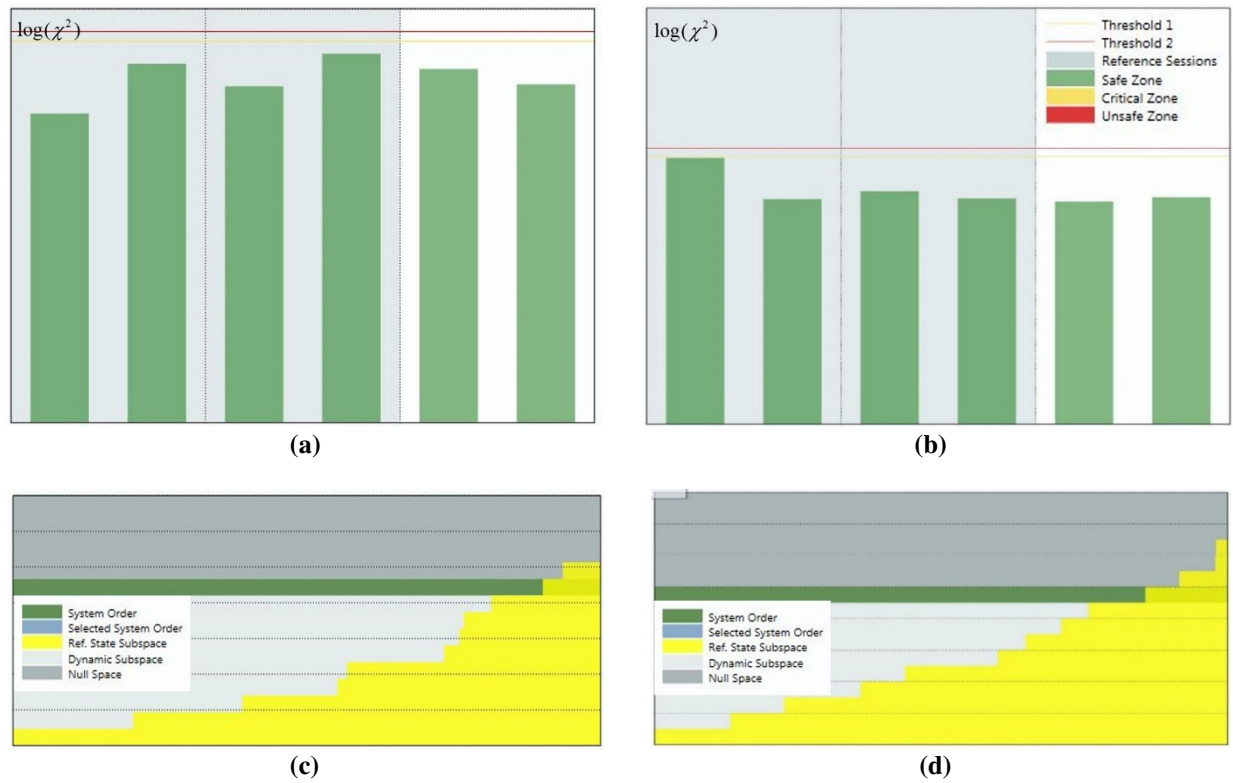 log(χ²)
(a)
log(χ²)
Threshold 1
Threshold 2
Reference Sessions
Safe Zone
Critical Zone
Unsafe Zone
(b)
System Order
Selected System Order
Ref. State Subspace
Dynamic Subspace
Null Space
(c)
System Order
Selected System Order
Ref. State Subspace
Dynamic Subspace
Null Space
(d)